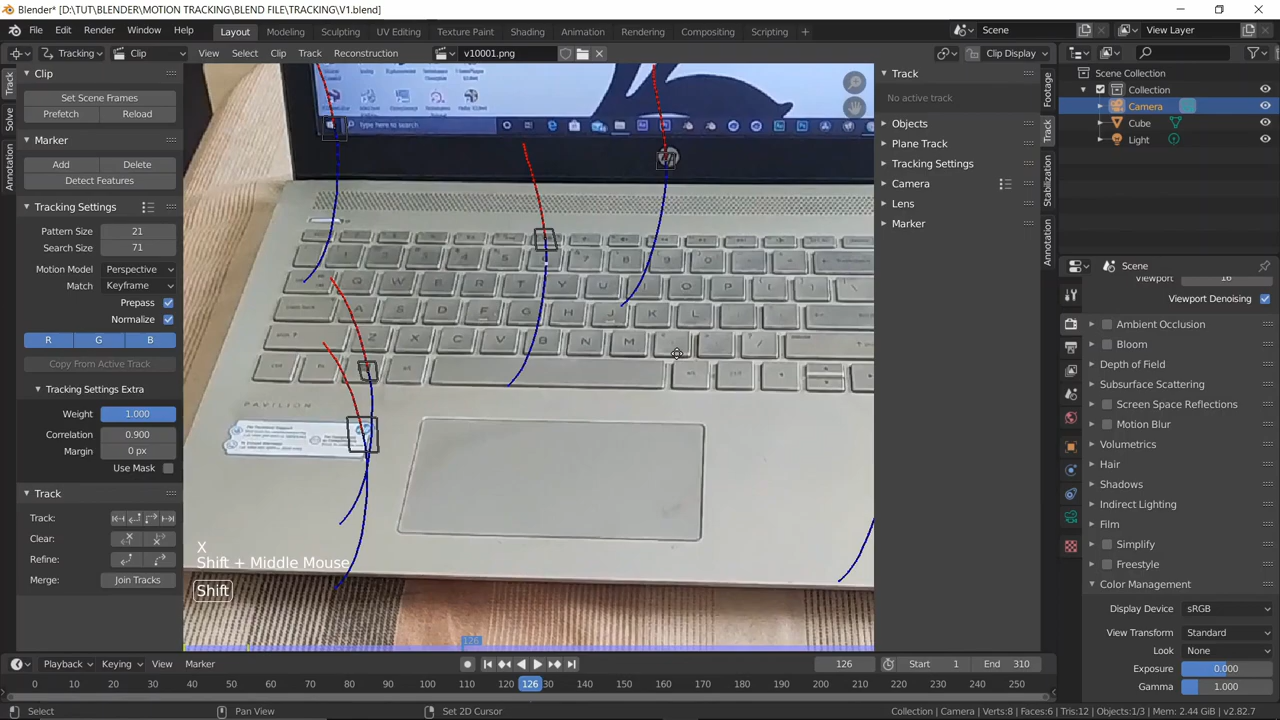 Blender* [D:\TUT\BLENDER\MOTION TRACKING\BLEND FILE\TRACKING\V1.blend]
File Edit Render Window Help Layout Modeling Sculpting UV Editing Texture Paint Shading Animation Rendering Compositing Scripting + Scene View Layer
Tracking Clip View Select Clip Track Reconstruction v10001.png Clip Display
Clip
Set Scene Frames
Prefetch Reload
Marker
Add Delete
Detect Features
Tracking Settings
Pattern Size 21
Search Size 71
Motion Model Perspective
Match Keyframe
Prepass
Normalize
R G B
Copy From Active Track
Tracking Settings Extra
Weight 1.000
Correlation 0.900
Margin 0 px
Use Mask
Track
Track:
Clear:
Refine:
Merge: Join Tracks
Track
Solve
Annotation
Type here to search
Q R T Y U I O P
A S D F G H J K L
X C V B N M
PAVILION
X
Shift + Middle Mouse
Shift
126
Track
No active track
Objects
Plane Track
Tracking Settings
Camera
Lens
Marker
Footage
Track
Stabilization
Annotation
Scene Collection
Collection
Camera
Cube
Light
Scene
Viewport 16
Viewport Denoising
Ambient Occlusion
Bloom
Depth of Field
Subsurface Scattering
Screen Space Reflections
Motion Blur
Volumetrics
Hair
Shadows
Indirect Lighting
Film
Simplify
Freestyle
Color Management
Display Device sRGB
View Transform Standard
Look None
Exposure 0.000
Gamma 1.000
Playback Keying View Marker 126 Start 1 End 310
0 10 20 30 40 50 60 70 80 90 100 110 120 126 130 140 150 160 170 180 190 200 210 220 230 240 250
Select Pan View Set 2D Cursor Collection | Camera | Verts:8 | Faces:6 | Tris:12 | Objects:1/3 | Mem: 2.44 GiB | v2.82.7